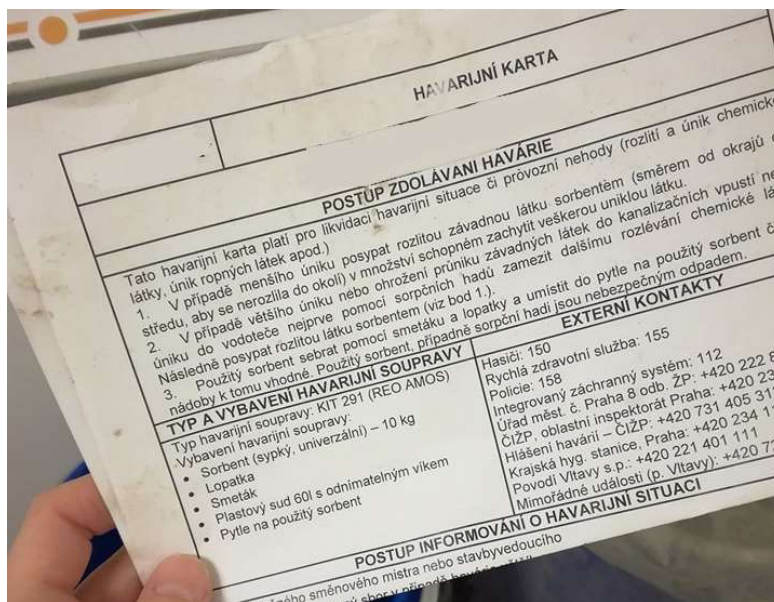 HAVARIJNÍ KARTA
POSTUP ZDOLÁVANI HAVÁRIE
Tato havarijní karta platí pro likvidaci havarijní situace či provozní nehody (rozlití a únik chemické
látky, únik ropných látek apod.)
1. V případě menšího úniku posypat rozlitou závadnou látku sorbentem (směrem od okrajů
středu, aby se nerozlila do okolí) v množství schopném zachytit veškerou uniklou látku.
2. V případě většího úniku nebo ohrožení průniku závadných látek do kanalizačních vpustí
úniku do vodoteče nejprve pomocí sorpčních hadů zamezit dalšímu rozlévání chemické
Následně posypat rozlitou látku sorbentem (viz bod 1.).
3. Použitý sorbent sebrat pomocí smetáku a lopatky a umístit do pytle na použitý sorbent
nádoby k tomu vhodné. Použitý sorbent, případně sorpční hadi jsou nebezpečným odpadem.
TYP A VYBAVENÍ HAVARIJNÍ SOUPRAVY
Typ havarijní soupravy: KIT 291 (REO AMOS)
Vybavení havarijní soupravy:
• Sorbent (sypký, univerzální) – 10 kg
• Lopatka
• Smeták
• Plastový sud 60l s odnímatelným víkem
• Pytle na použitý sorbent
EXTERNÍ KONTAKTY
Hasiči: 150
Rychlá zdravotní služba: 155
Policie: 158
Integrovaný záchranný systém: 112
Úřad měst. č. Praha 8 odb. ŽP: +420 222
ČIŽP, oblastní inspektorát Praha: +420
Hlášení havárií – ČIŽP: +420 731 405
Krajská hyg. stanice, Praha: +420 234
Povodí Vltavy s.p.: +420 221 401 111
Mimořádné události (p. Vltavy): +420
POSTUP INFORMOVÁNÍ O HAVARIJNÍ SITUACI
směnového mistra nebo stavbyvedoucího
sbor v případě